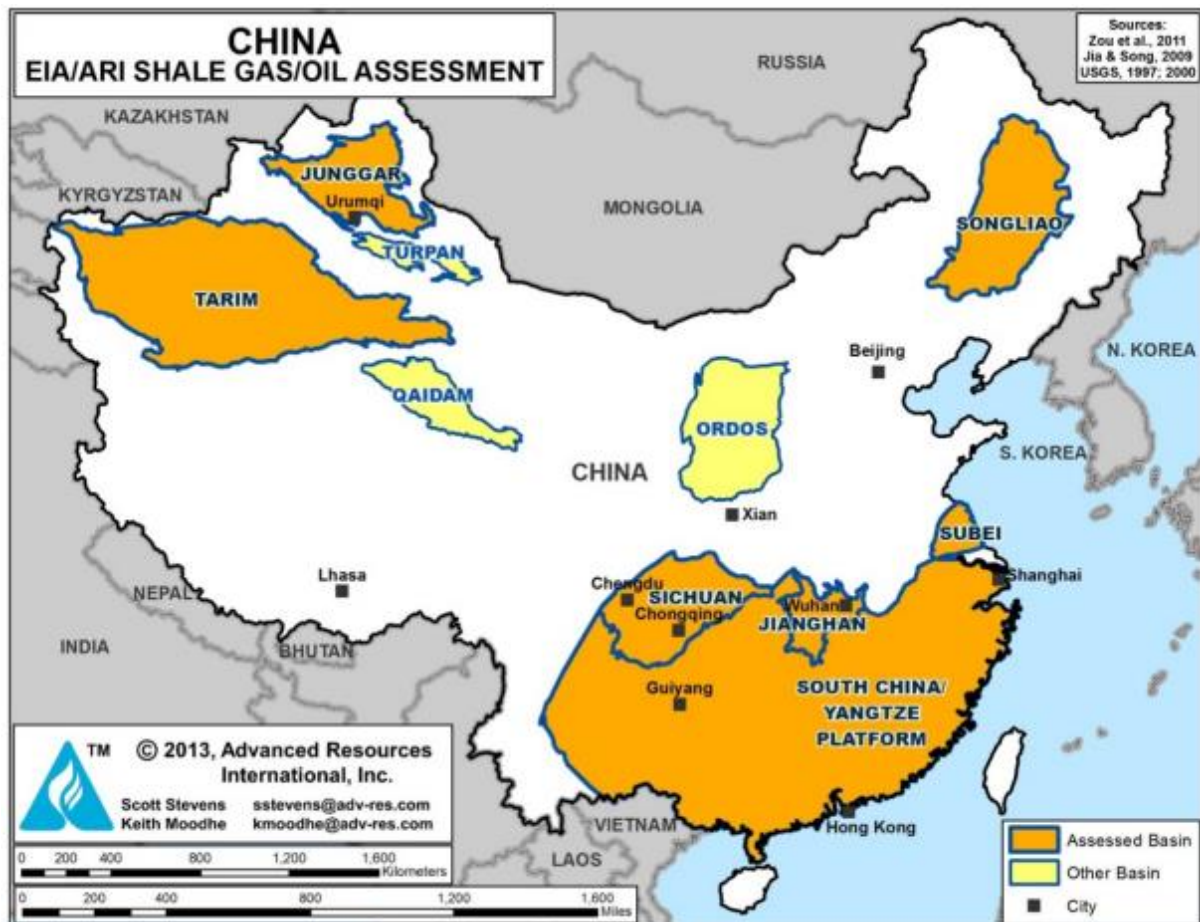 CHINA
EIA/ARI SHALE GAS/OIL ASSESSMENT
Sources:
Zou et al., 2011
Jia & Song, 2009
USGS, 1997; 2000
RUSSIA
KAZAKHSTAN
JUNGGAR
KYRGYZSTAN
Urumqi
MONGOLIA
SONGLIAO
TURPAN
TARIM
Beijing
N. KOREA
QAIDAM
ORDOS
S. KOREA
CHINA
Xian
SUBEI
Lhasa
Shanghai
NEPAL
Chengdu
SICHUAN
Wuhan
Chongqing
JIANGHAN
INDIA
BHUTAN
Guiyang
SOUTH CHINA/
YANGTZE
PLATFORM
TM
© 2013, Advanced Resources
International, Inc.
Scott Stevens sstevens@adv-res.com
Keith Moodhe kmoodhe@adv-res.com
VIETNAM
Hong Kong
LAOS
0 200 400 800 1,200 1,600
Kilometers
0 200 400 800 1,200 1,600
Miles
Assessed Basin
Other Basin
City